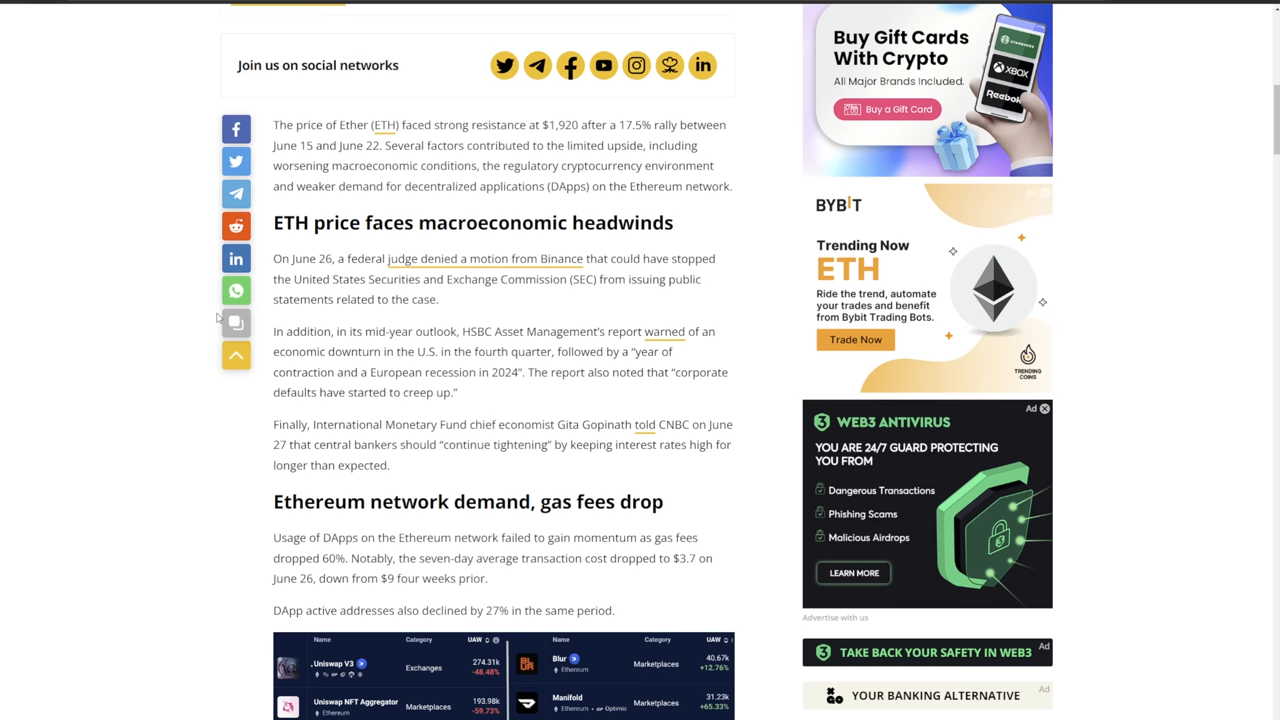 Join us on social networks
The price of Ether (ETH) faced strong resistance at $1,920 after a 17.5% rally between
June 15 and June 22. Several factors contributed to the limited upside, including
worsening macroeconomic conditions, the regulatory cryptocurrency environment
and weaker demand for decentralized applications (DApps) on the Ethereum network.
ETH price faces macroeconomic headwinds
On June 26, a federal judge denied a motion from Binance that could have stopped
the United States Securities and Exchange Commission (SEC) from issuing public
statements related to the case.
In addition, in its mid-year outlook, HSBC Asset Management's report warned of an
economic downturn in the U.S. in the fourth quarter, followed by a “year of
contraction and a European recession in 2024”. The report also noted that “corporate
defaults have started to creep up.”
Finally, International Monetary Fund chief economist Gita Gopinath told CNBC on June
27 that central bankers should “continue tightening” by keeping interest rates high for
longer than expected.
Ethereum network demand, gas fees drop
Usage of DApps on the Ethereum network failed to gain momentum as gas fees
dropped 60%. Notably, the seven-day average transaction cost dropped to $3.7 on
June 26, down from $9 four weeks prior.
DApp active addresses also declined by 27% in the same period.
Name Category UAW Name Category UAW
Uniswap V3 Exchanges 274.31k Blur Marketplaces 40.67k
-48.48% Ethereum +12.76%
Uniswap NFT Aggregator Marketplaces 193.98k Manifold Marketplaces 31.23k
Ethereum -59.73% Ethereum • Optimic +65.33%
Buy Gift Cards
With Crypto
All Major Brands Included.
Buy a Gift Card
STARBUCKS
XBOX
Reebok
BYBIT
Trending Now
ETH
Ride the trend, automate
your trades and benefit
from Bybit Trading Bots.
Trade Now
TRENDING
COINS
Ad
WEB3 ANTIVIRUS
YOU ARE 24/7 GUARD PROTECTING
YOU FROM
Dangerous Transactions
Phishing Scams
Malicious Airdrops
LEARN MORE
Advertise with us
TAKE BACK YOUR SAFETY IN WEB3
Ad
YOUR BANKING ALTERNATIVE
Ad